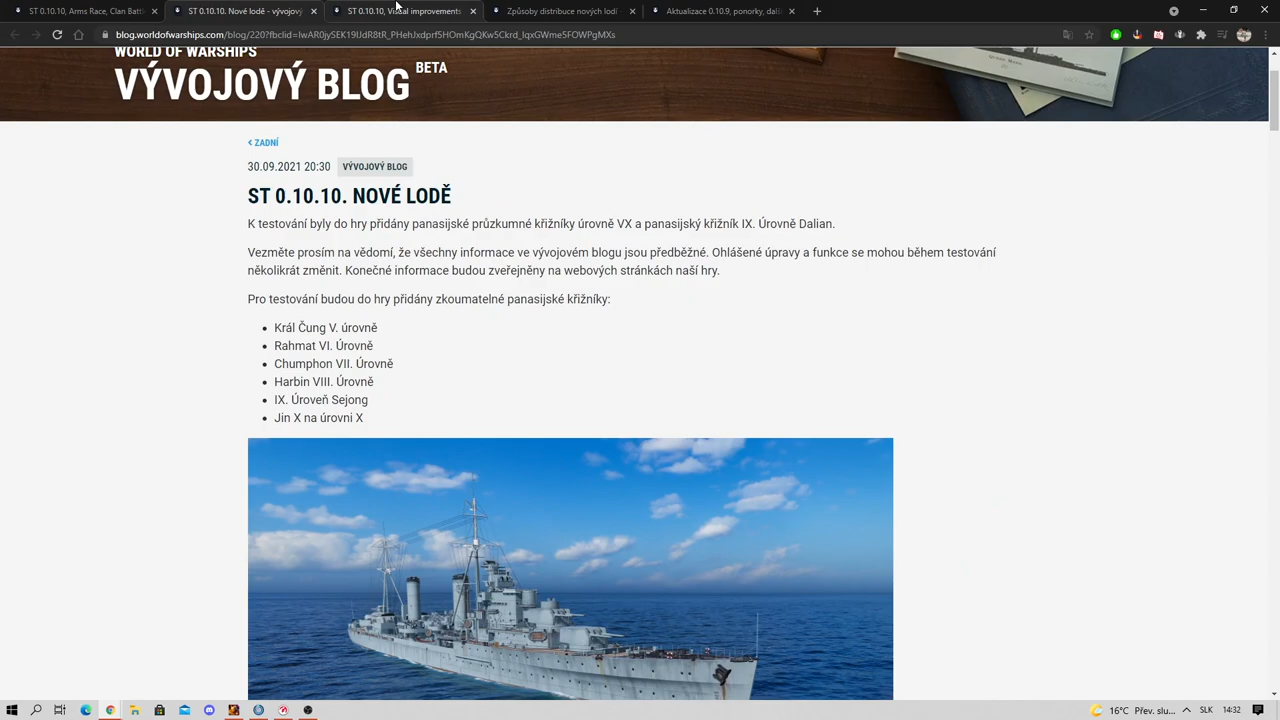 ST 0.10.10, Arms Race, Clan Batt
ST 0.10.10. Nové lodě - vývojový
ST 0.10.10, Visual improvements
Způsoby distribuce nových lodí
Aktualizace 0.10.9, ponorky, dalš
blog.worldofwarships.com/blog/220?fbclid=IwAR0jySEK19UdR8tR_PHehJxdprf5HOmKgQKw5Ckrd_IqxGWme5FOWPgMXs
WORLD OF WARSHIPS
VÝVOJOVÝ BLOG BETA
ZADNÍ
30.09.2021 20:30 VÝVOJOVÝ BLOG
ST 0.10.10. NOVÉ LODĚ
K testování byly do hry přidány panasijské průzkumné křižníky úrovně VX a panasijský křižník IX. Úrovně Dalian.
Vezměte prosím na vědomí, že všechny informace ve vývojovém blogu jsou předběžné. Ohlášené úpravy a funkce se mohou během testování
několikrát změnit. Konečné informace budou zveřejněny na webových stránkách naší hry.
Pro testování budou do hry přidány zkoumatelné panasijské křižníky:
Král Čung V. úrovně
Rahmat VI. Úrovně
Chumphon VII. Úrovně
Harbin VIII. Úrovně
IX. Úroveň Sejong
Jin X na úrovni X
16°C Přev. slu... SLK 14:32